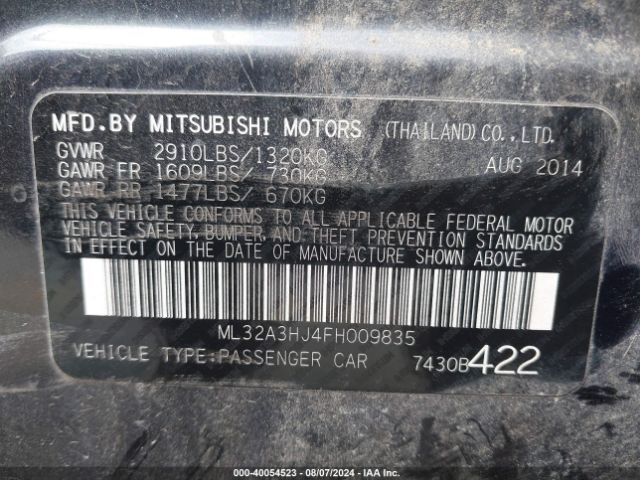 MFD.BY MITSUBISHI MOTORS (THAILAND)CO.,LTD.
GVWR 2910LBS/1320KG AUG 2014
GAWR FR 1609LBS/ 730KG
GAWR RR 1477LBS/ 670KG
THIS VEHICLE CONFORMS TO ALL APPLICABLE FEDERAL MOTOR
VEHICLE SAFETY, BUMPER, AND THEFT PREVENTION STANDARDS
IN EFFECT ON THE DATE OF MANUFACTURE SHOWN ABOVE.
ML32A3HJ4FH009835
VEHICLE TYPE:PASSENGER CAR 7430B422
000-40054523 - 08/07/2024 - IAA Inc.